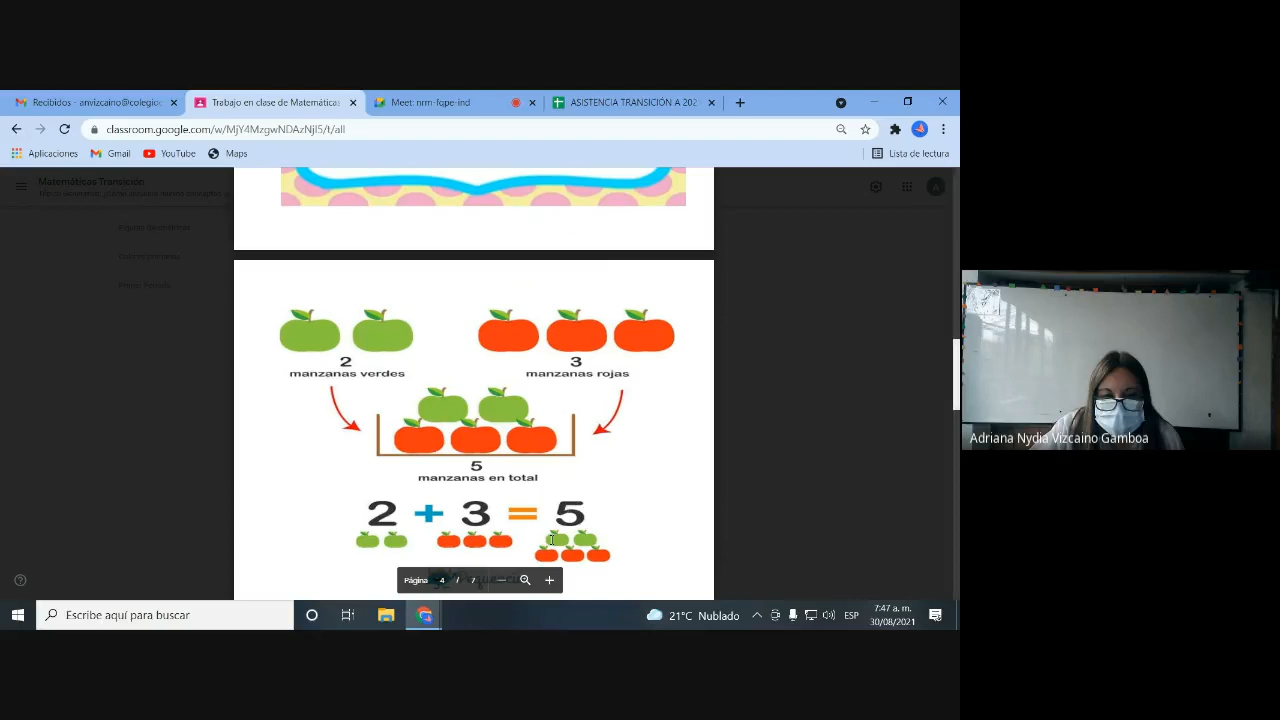 Recibidos - anvizcaino@colegio
Trabajo en clase de Matemáticas
Meet: nrm-fqpe-ind
ASISTENCIA TRANSICIÓN A 202
classroom.google.com/w/MjY4MzgwNDAzNjI5/t/all
Aplicaciones
Gmail
YouTube
Maps
Lista de lectura
Matemáticas Transición
Primer Periodo
2
manzanas verdes
3
manzanas rojas
5
manzanas en total
2 + 3 = 5
Página 4 / 7
Adriana Nydia Vizcaino Gamboa
Escribe aquí para buscar
21°C Nublado
ESP
7:47 a. m.
30/08/2021